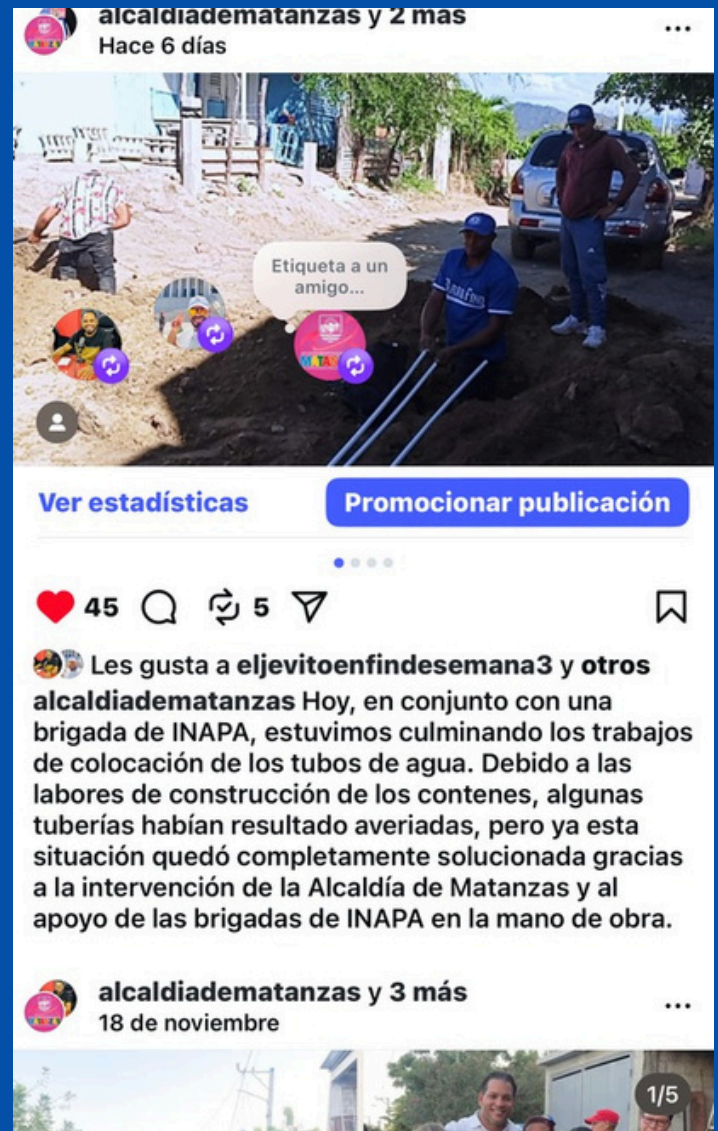 alcaldiadematanzas y 2 más
Hace 6 días
Etiqueta a un
amigo...
Ver estadísticas
Promocionar publicación
45
5
Les gusta a eljevitoenfindesemana3 y otros
alcaldiadematanzas Hoy, en conjunto con una
brigada de INAPA, estuvimos culminando los trabajos
de colocación de los tubos de agua. Debido a las
labores de construcción de los contenes, algunas
tuberías habían resultado averiadas, pero ya esta
situación quedó completamente solucionada gracias
a la intervención de la Alcaldía de Matanzas y al
apoyo de las brigadas de INAPA en la mano de obra.
alcaldiadematanzas y 3 más
18 de noviembre
1/5